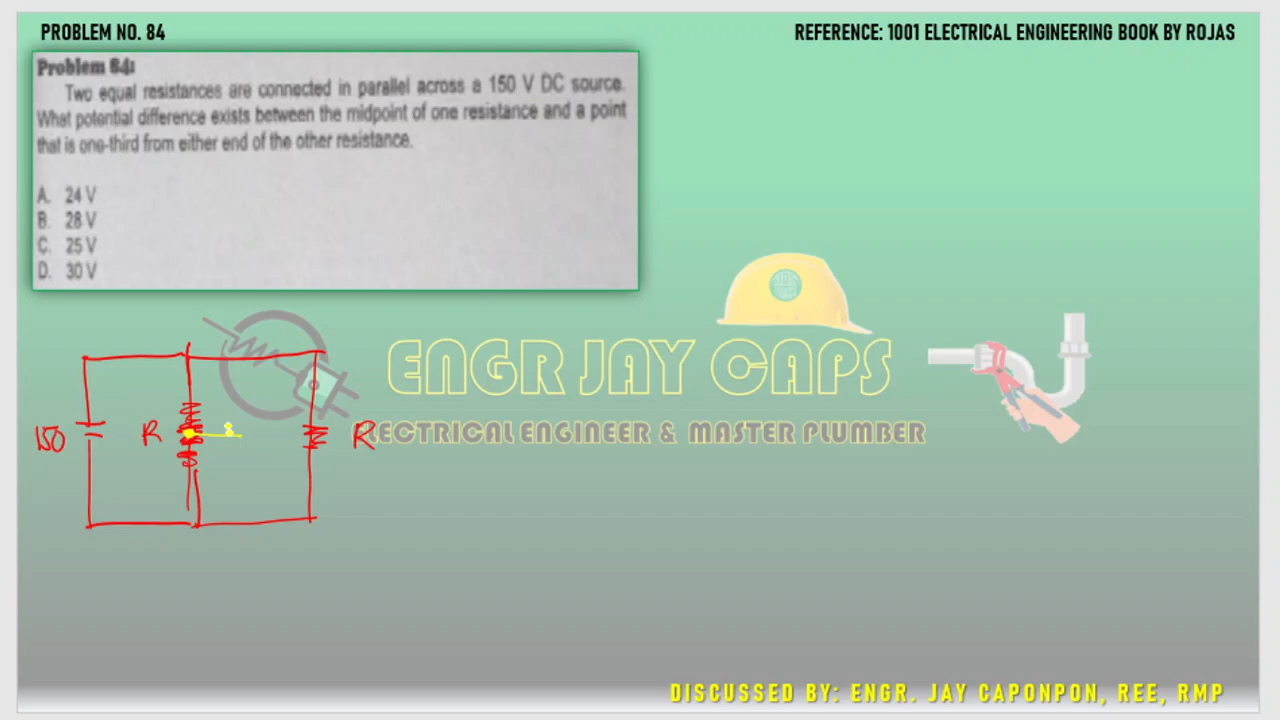 PROBLEM NO. 84
REFERENCE: 1001 ELECTRICAL ENGINEERING BOOK BY ROJAS
Problem 84:
Two equal resistances are connected in parallel across a 150 V DC source.
What potential difference exists between the midpoint of one resistance and a point
that is one-third from either end of the other resistance.
A. 24 V
B. 28 V
C. 25 V
D. 30 V
ENGR JAY CAPS
ELECTRICAL ENGINEER & MASTER PLUMBER
150
R
R
DISCUSSED BY: ENGR. JAY CAPONPON, REE, RMP